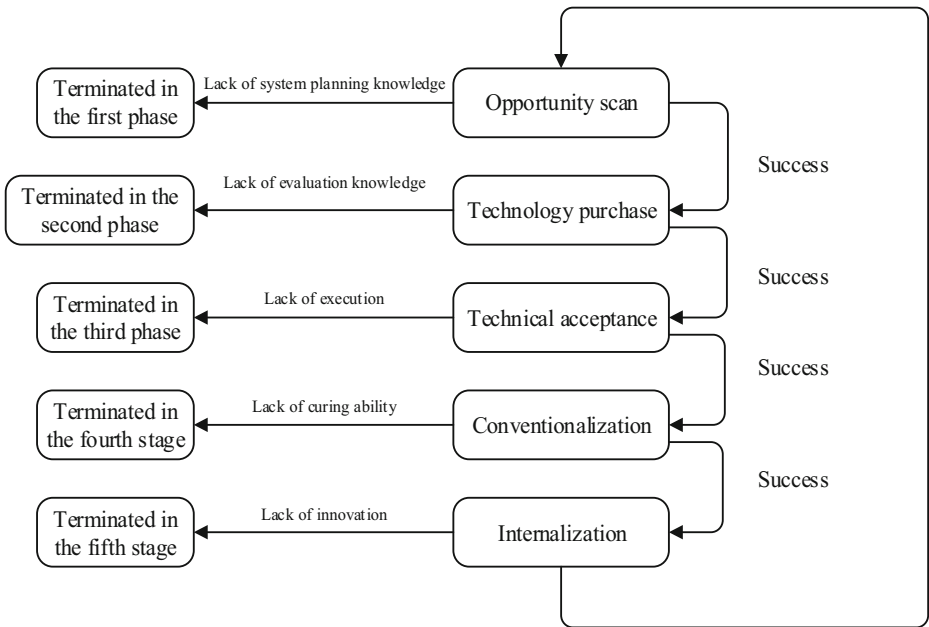 Terminated in
the first phase
Lack of system planning knowledge
Opportunity scan
Success
Terminated in the
second phase
Lack of evaluation knowledge
Technology purchase
Success
Terminated in
the third phase
Lack of execution
Technical acceptance
Success
Terminated in
the fourth stage
Lack of curing ability
Conventionalization
Success
Terminated in
the fifth stage
Lack of innovation
Internalization